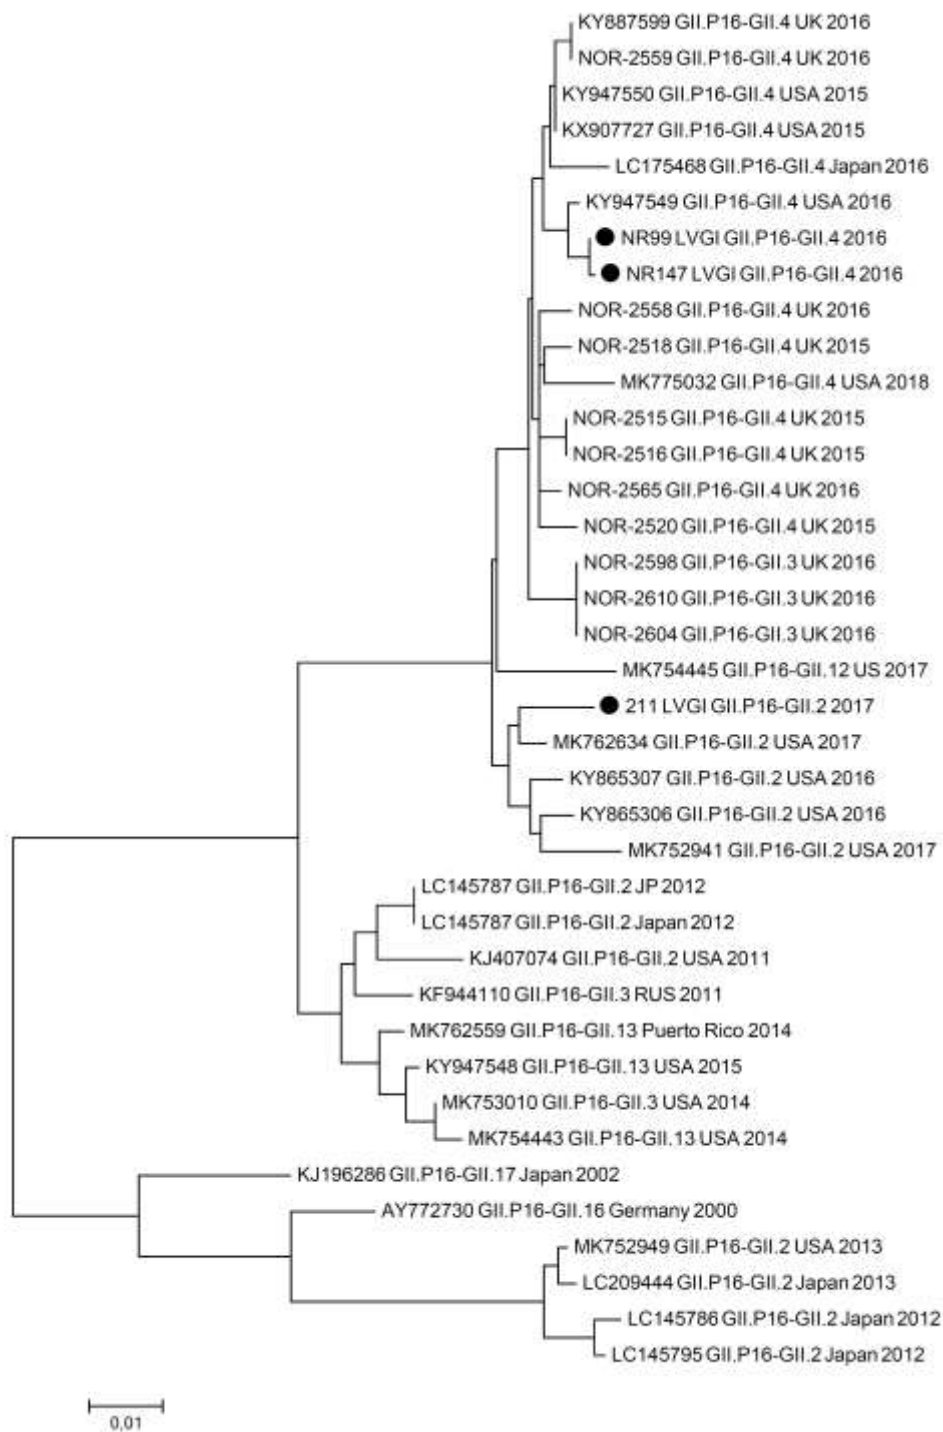 KY887599 GII.P16-GII.4 UK 2016
NOR-2559 GII.P16-GII.4 UK 2016
KY947550 GII.P16-GII.4 USA 2015
KX907727 GII.P16-GII.4 USA 2015
LC175468 GII.P16-GII.4 Japan 2016
KY947549 GII.P16-GII.4 USA 2016
NR99 LVGI GII.P16-GII.4 2016
NR147 LVGI GII.P16-GII.4 2016
NOR-2558 GII.P16-GII.4 UK 2016
NOR-2518 GII.P16-GII.4 UK 2015
MK775032 GII.P16-GII.4 USA 2018
NOR-2515 GII.P16-GII.4 UK 2015
NOR-2516 GII.P16-GII.4 UK 2015
NOR-2565 GII.P16-GII.4 UK 2016
NOR-2520 GII.P16-GII.4 UK 2015
NOR-2598 GII.P16-GII.3 UK 2016
NOR-2610 GII.P16-GII.3 UK 2016
NOR-2604 GII.P16-GII.3 UK 2016
MK754445 GII.P16-GII.12 US 2017
211 LVGI GII.P16-GII.2 2017
MK762634 GII.P16-GII.2 USA 2017
KY865307 GII.P16-GII.2 USA 2016
KY865306 GII.P16-GII.2 USA 2016
MK752941 GII.P16-GII.2 USA 2017
LC145787 GII.P16-GII.2 JP 2012
LC145787 GII.P16-GII.2 Japan 2012
KJ407074 GII.P16-GII.2 USA 2011
KF944110 GII.P16-GII.3 RUS 2011
MK762559 GII.P16-GII.13 Puerto Rico 2014
KY947548 GII.P16-GII.13 USA 2015
MK753010 GII.P16-GII.3 USA 2014
MK754443 GII.P16-GII.13 USA 2014
KJ196286 GII.P16-GII.17 Japan 2002
AY772730 GII.P16-GII.16 Germany 2000
MK752949 GII.P16-GII.2 USA 2013
LC209444 GII.P16-GII.2 Japan 2013
LC145786 GII.P16-GII.2 Japan 2012
LC145795 GII.P16-GII.2 Japan 2012
0,01